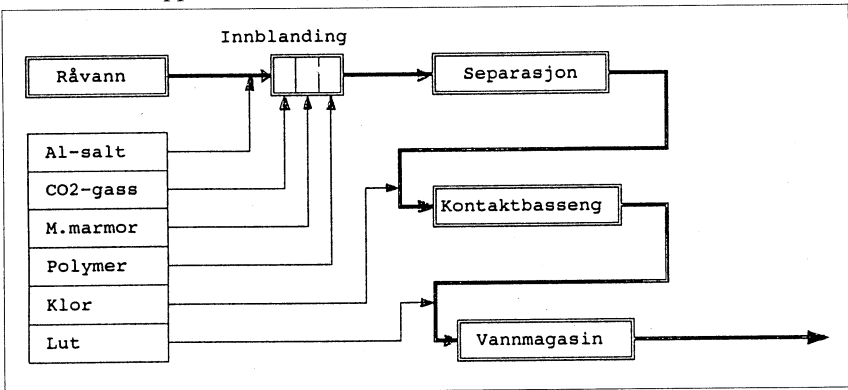 Innblanding
Råvann
Separasjon
Al-salt
CO2-gass
M.marmor
Polymer
Klor
Lut
Kontaktbasseng
Vannmagasin